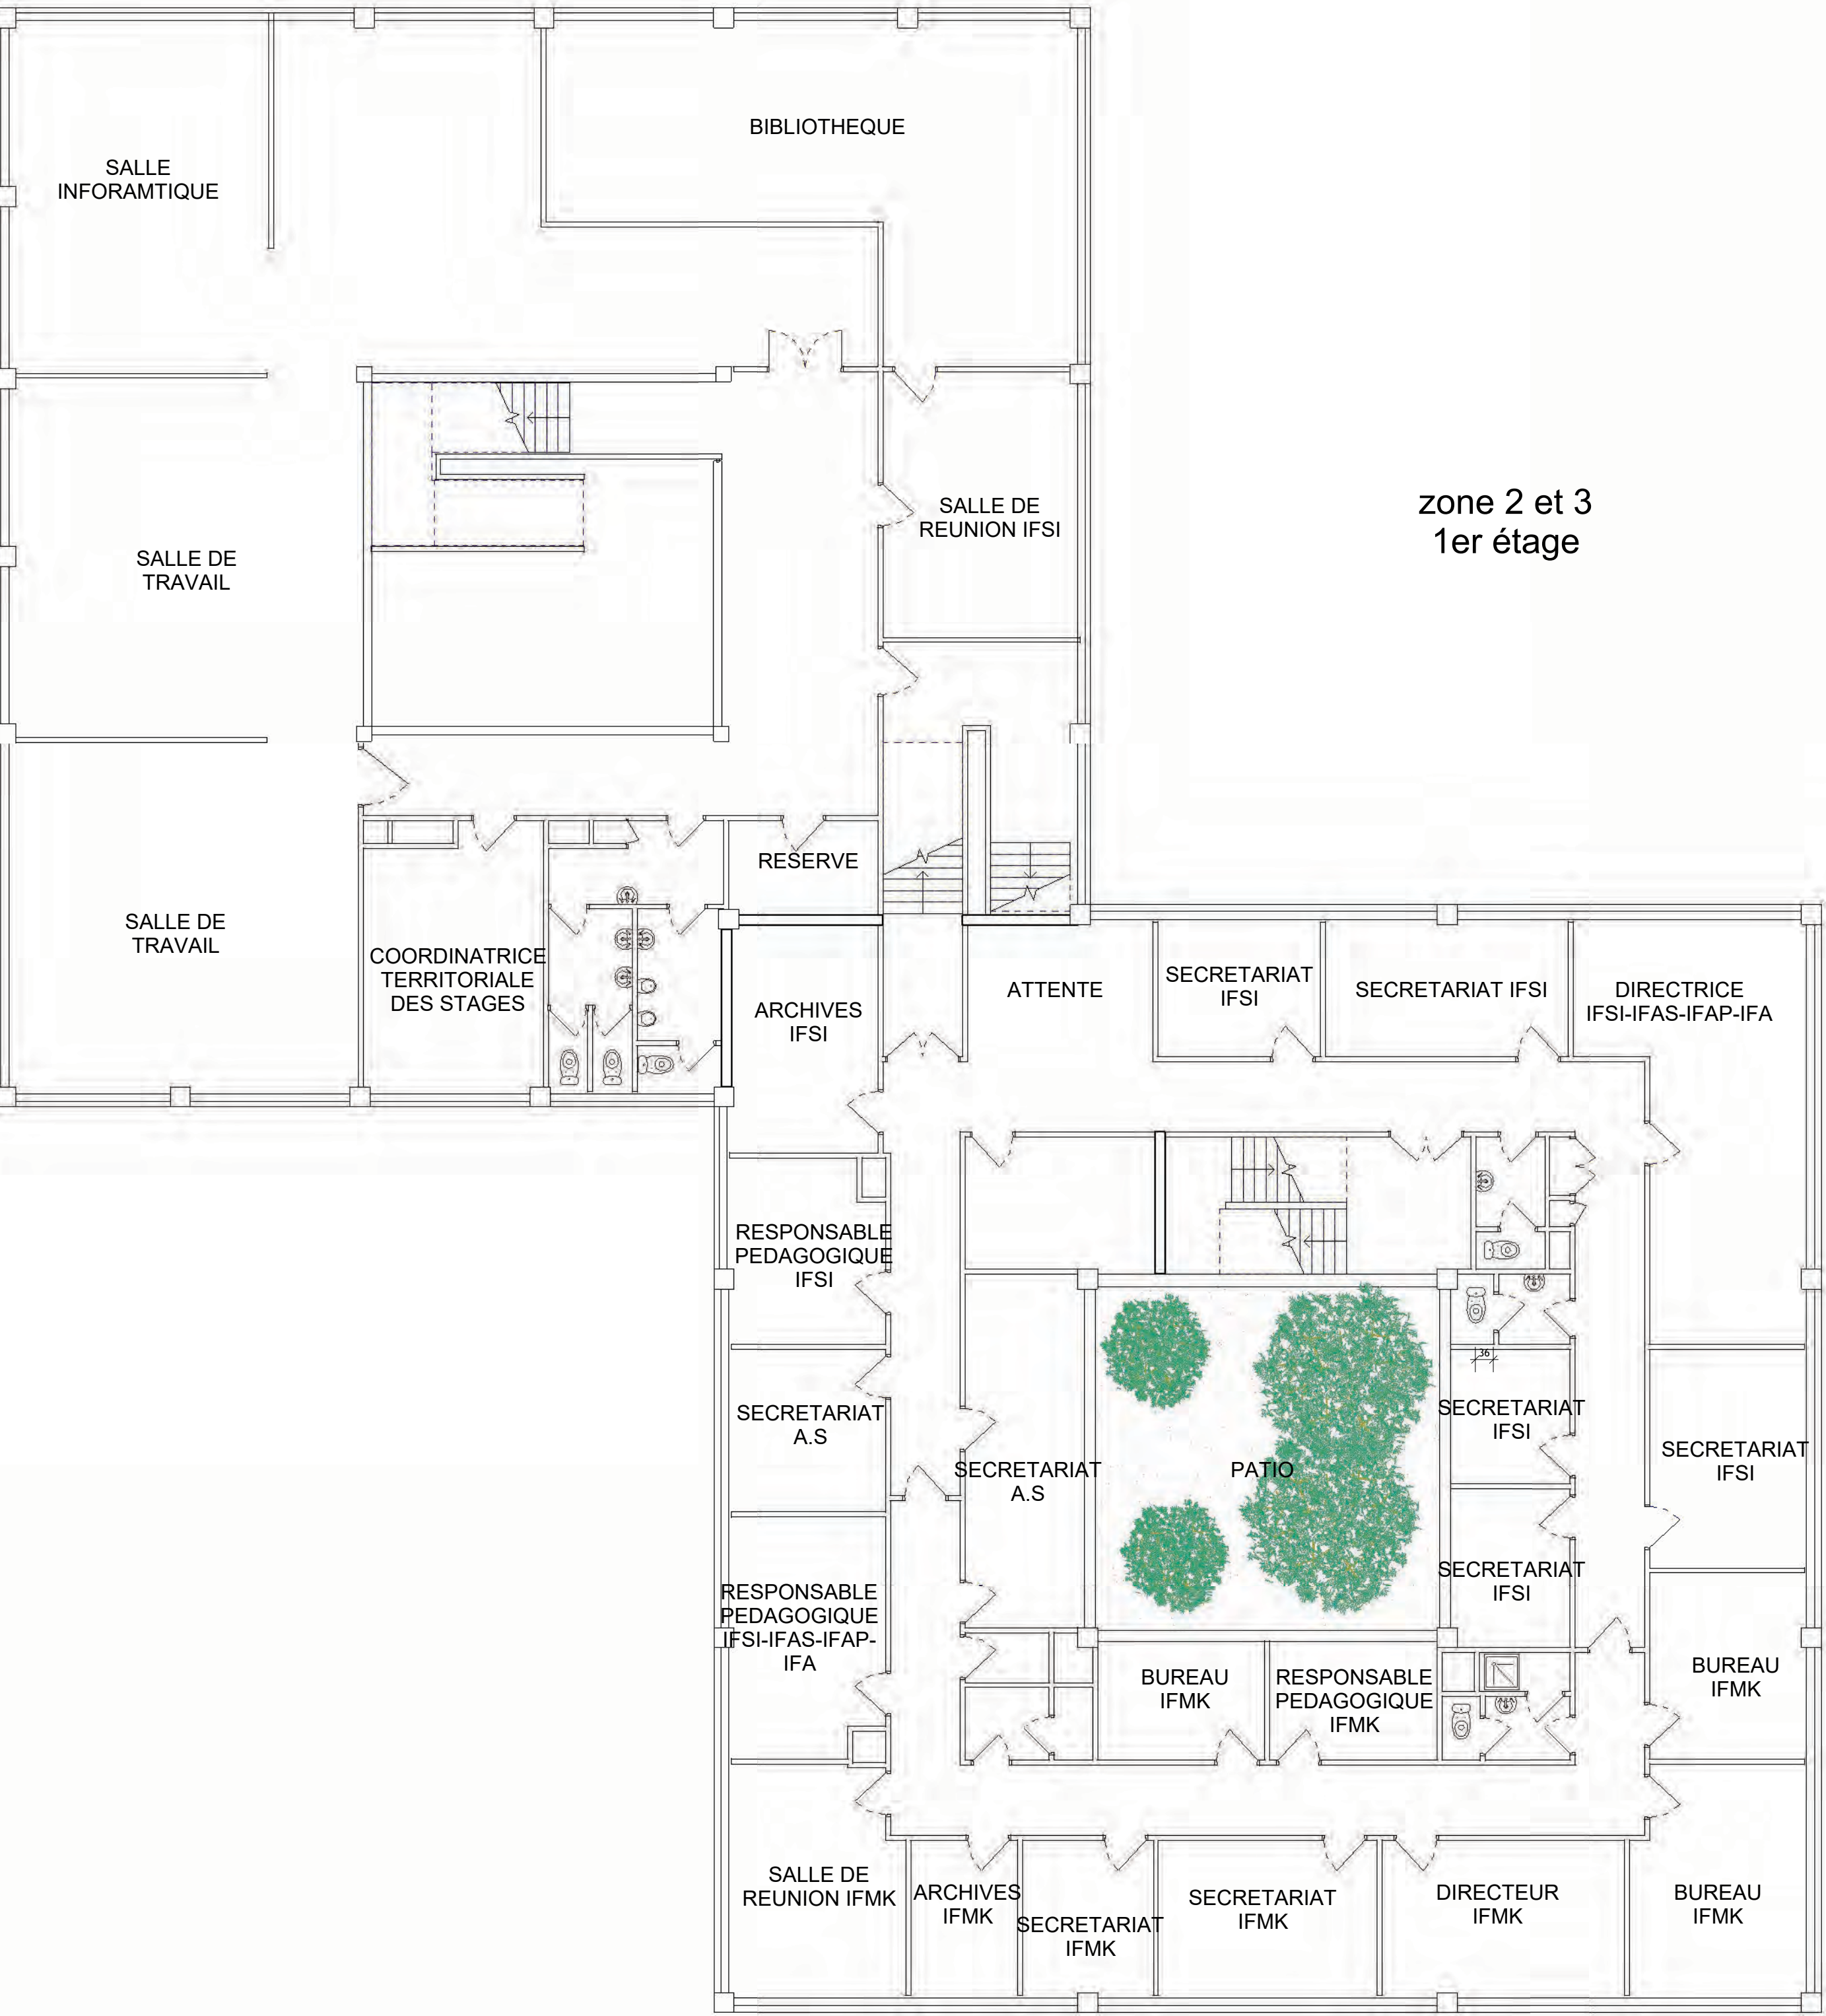 BIBLIOTHEQUE
SALLE
INFORAMTIQUE
zone 2 et 3
1er étage
SALLE DE
REUNION IFSI
SALLE DE
TRAVAIL
RESERVE
SALLE DE
TRAVAIL
COORDINATRICE
TERRITORIALE
DES STAGES
ARCHIVES
IFSI
ATTENTE
SECRETARIAT
IFSI
SECRETARIAT IFSI
DIRECTRICE
IFSI-IFAS-IFAP-IFA
RESPONSABLE
PEDAGOGIQUE
IFSI
36
SECRETARIAT
A.S
SECRETARIAT
A.S
PATIO
SECRETARIAT
IFSI
SECRETARIAT
IFSI
SECRETARIAT
IFSI
RESPONSABLE
PEDAGOGIQUE
IFSI-IFAS-IFAP-
IFA
BUREAU
IFMK
RESPONSABLE
PEDAGOGIQUE
IFMK
BUREAU
IFMK
SALLE DE
REUNION IFMK
ARCHIVES
IFMK
SECRETARIAT
IFMK
SECRETARIAT
IFMK
DIRECTEUR
IFMK
BUREAU
IFMK